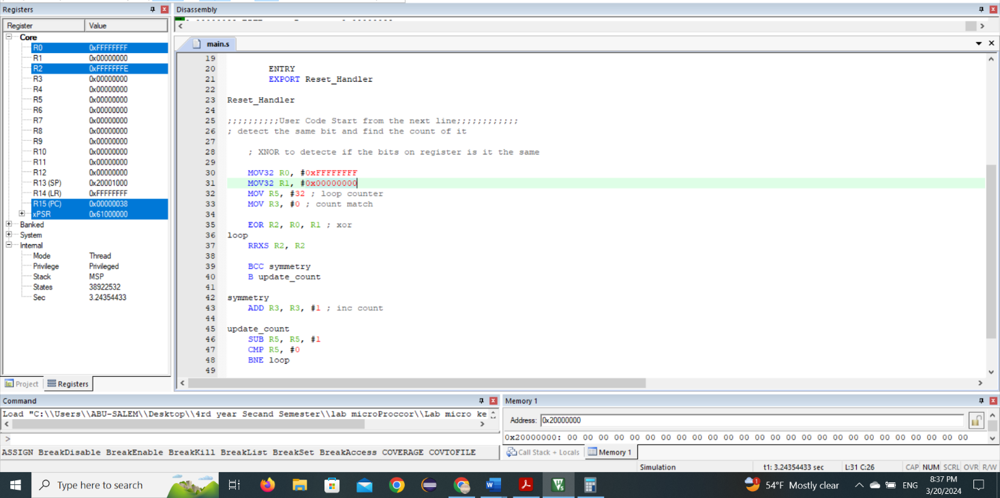 Registers
Register Value
Core
R0 0xFFFFFFFF
R1 0x00000000
R2 0xFFFFFFFE
R3 0x00000000
R4 0x00000000
R5 0x00000000
R6 0x00000000
R7 0x00000000
R8 0x00000000
R9 0x00000000
R10 0x00000000
R11 0x00000000
R12 0x00000000
R13 (SP) 0x20001000
R14 (LR) 0xFFFFFFFF
R15 (PC) 0x00000038
xPSR 0x61000000
Banked
System
Internal
Mode Thread
Privilege Privileged
Stack MSP
States 38922532
Sec 3.24354433
Project Registers
Disassembly
main.s
19
20 ENTRY
21 EXPORT Reset_Handler
22
23 Reset_Handler
24
25 ;;;;;;;;;;User Code Start from the next line;;;;;;;;;;;;
26 ; detect the same bit and find the count of it
27
28 ; XNOR to detecte if the bits on register is it the same
29
30 MOV32 R0, #0xFFFFFFFF
31 MOV32 R1, #0x00000000
32 MOV R5, #32 ; loop counter
33 MOV R3, #0 ; count match
34
35 EOR R2, R0, R1 ; xor
36 loop
37 RRXS R2, R2
38
39 BCC symmetry
40 B update_count
41
42 symmetry
43 ADD R3, R3, #1 ; inc count
44
45 update_count
46 SUB R5, R5, #1
47 CMP R5, #0
48 BNE loop
49
Command
Load "C:\\Users\\ABU-SALEM\\Desktop\\4rd year Secand Semester\\lab microProccor\\Lab micro ke
>
ASSIGN BreakDisable BreakEnable BreakKill BreakList BreakSet BreakAccess COVERAGE COVTOFILE
Memory 1
Address: 0x20000000
0x20000000: 00 00 00 00 00 00 00 00 00 00 00 00 00 00 00 00 00 00 00 00 00 00 00 00 00 00
Call Stack + Locals Memory 1
Simulation t1: 3.24354433 sec L:31 C:26 CAP NUM SCRL OVR R/W
Type here to search
54°F Mostly clear ENG
8:37 PM
3/20/2024